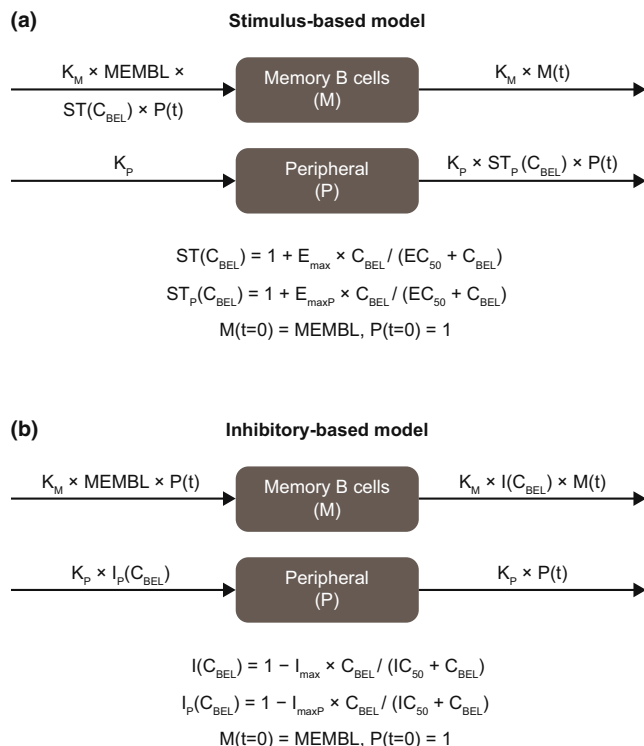 (a)
Stimulus-based model
K_M × MEMBL ×
ST(C_BEL) × P(t)
Memory B cells
(M)
K_M × M(t)
K_P
Peripheral
(P)
K_P × ST_P(C_BEL) × P(t)
ST(C_BEL) = 1 + E_max × C_BEL / (EC_50 + C_BEL)
ST_P(C_BEL) = 1 + E_maxP × C_BEL / (EC_50 + C_BEL)
M(t=0) = MEMBL, P(t=0) = 1
(b)
Inhibitory-based model
K_M × MEMBL × P(t)
Memory B cells
(M)
K_M × I(C_BEL) × M(t)
K_P × I_P(C_BEL)
Peripheral
(P)
K_P × P(t)
I(C_BEL) = 1 − I_max × C_BEL / (IC_50 + C_BEL)
I_P(C_BEL) = 1 − I_maxP × C_BEL / (IC_50 + C_BEL)
M(t=0) = MEMBL, P(t=0) = 1